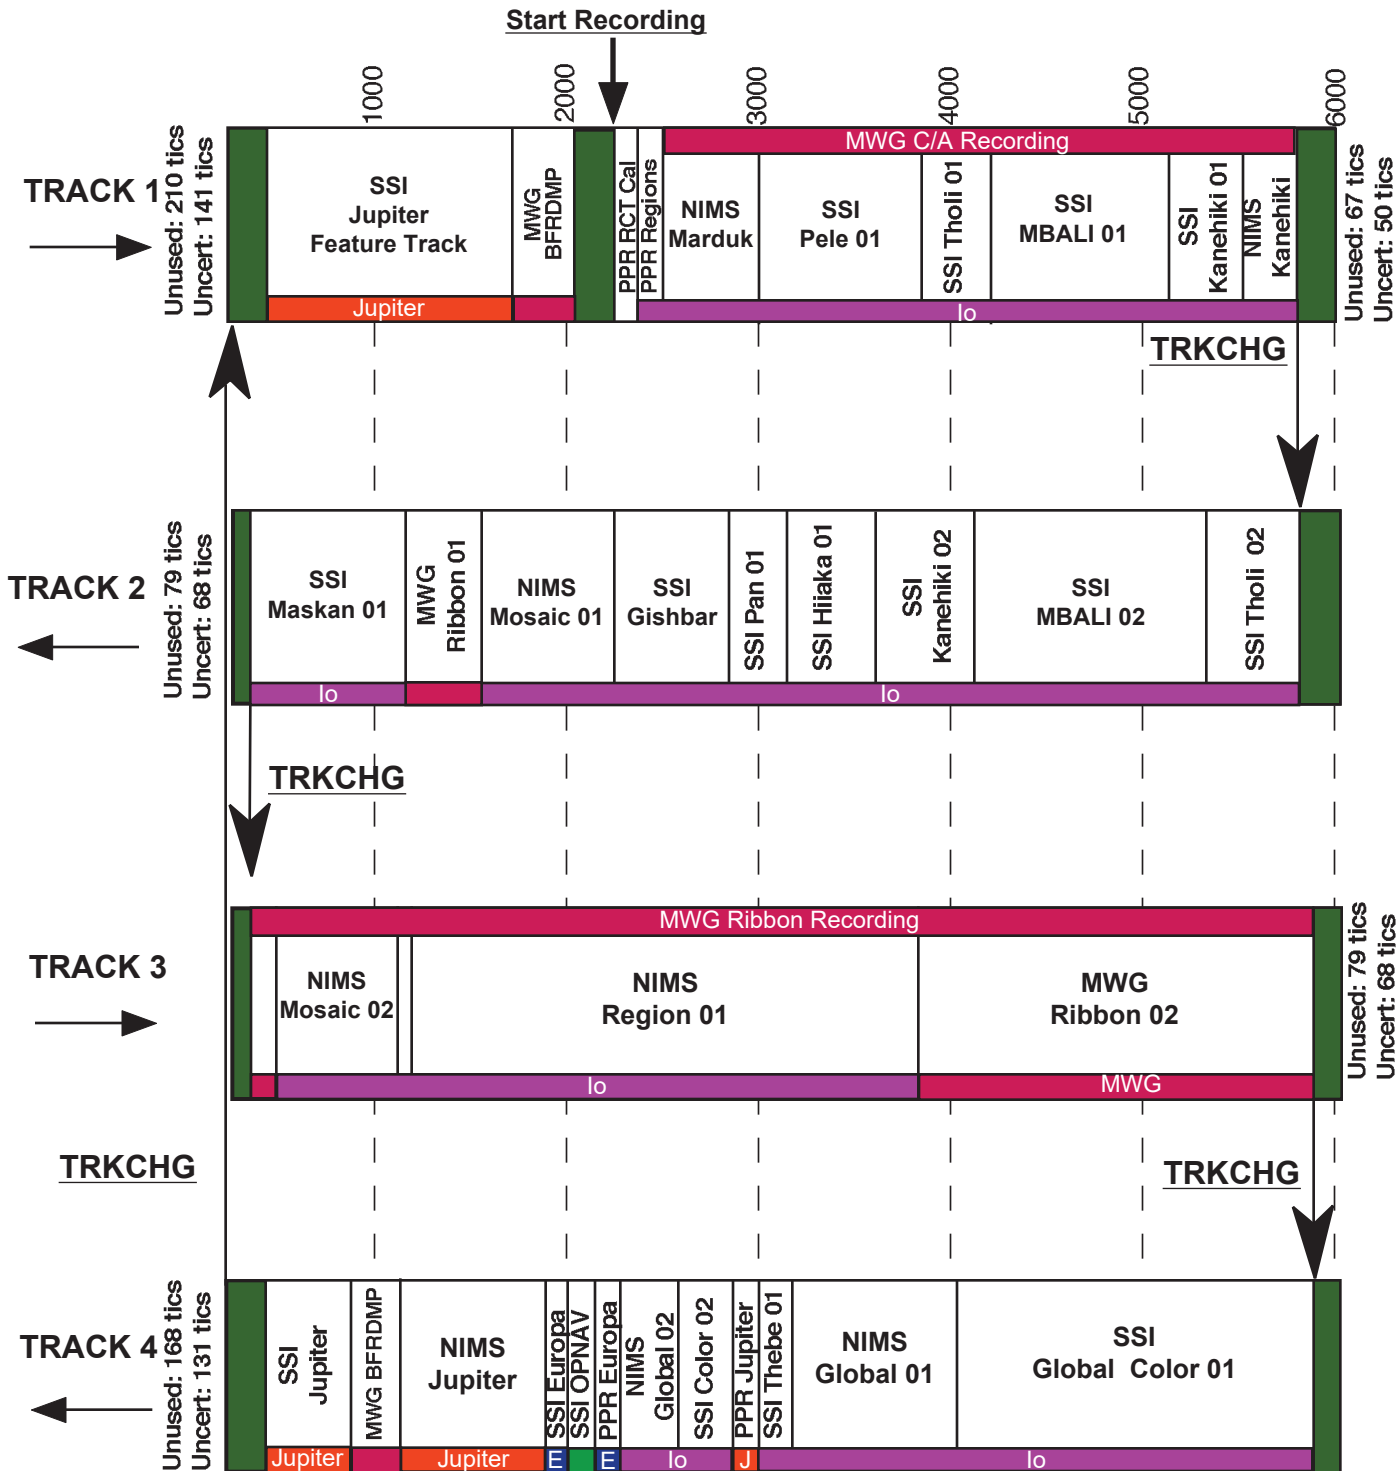 Start Recording
1000
2000
3000
4000
5000
6000
TRACK 1
Unused: 210 tics
Uncert: 141 tics
SSI
Jupiter
Feature Track
MWG
BFRDMP
PPR RCT Cal
PPR Regions
MWG C/A Recording
NIMS
Marduk
SSI
Pele 01
SSI Tholi 01
SSI
MBALI 01
SSI
Kanehiki 01
NIMS
Kanehiki
Jupiter
Io
Unused: 67 tics
Uncert: 50 tics
TRKCHG
TRACK 2
Unused: 79 tics
Uncert: 68 tics
SSI
Maskan 01
MWG
Ribbon 01
NIMS
Mosaic 01
SSI
Gishbar
SSI Pan 01
SSI Hiiaka 01
SSI
Kanehiki 02
SSI
MBALI 02
SSI Tholi 02
Io
Io
TRKCHG
TRACK 3
MWG Ribbon Recording
NIMS
Mosaic 02
NIMS
Region 01
MWG
Ribbon 02
Io
MWG
Unused: 79 tics
Uncert: 68 tics
TRKCHG
TRKCHG
TRACK 4
Unused: 168 tics
Uncert: 131 tics
SSI
Jupiter
MWG BFRDMP
NIMS
Jupiter
SSI Europa
SSI OPNAV
PPR Europa
NIMS
Global 02
SSI Color 02
PPR Jupiter
SSI Thebe 01
NIMS
Global 01
SSI
Global Color 01
Jupiter
Jupiter
E
E
Io
J
Io